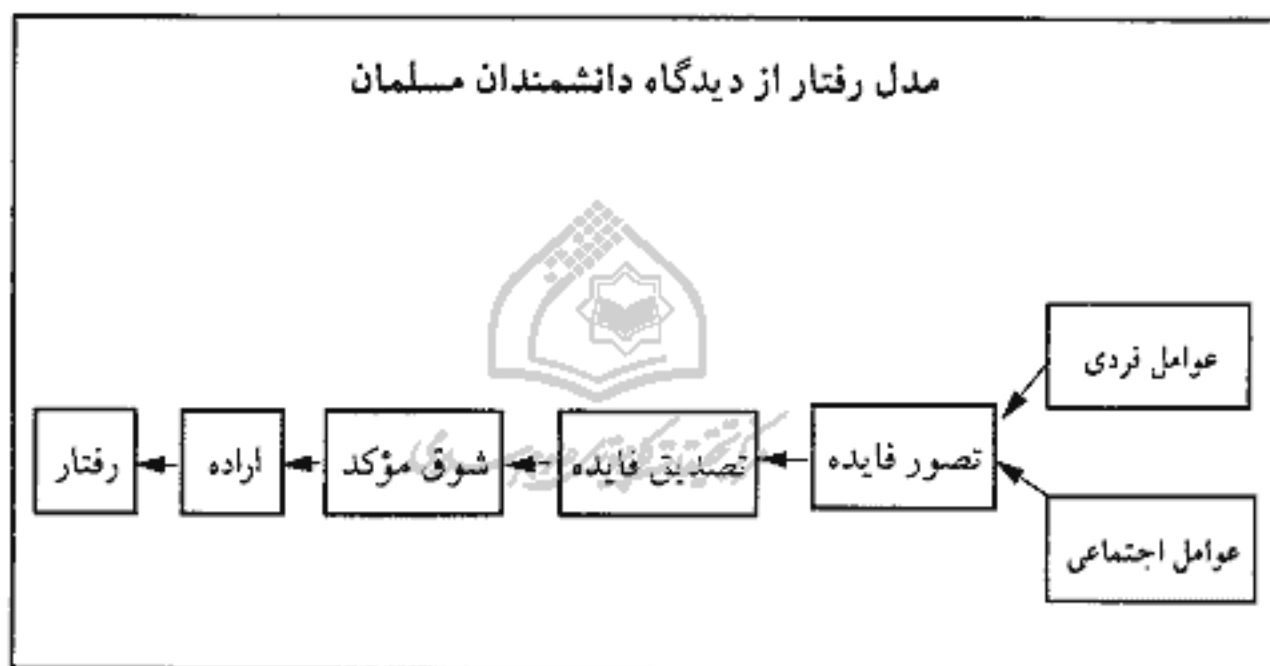 مدل رفتار از دیدگاه دانشمندان مسلمان
عوامل فردی
تصور فایده
تصدیق فایده
شوق مؤکد
اراده
رفتار
عوامل اجتماعی